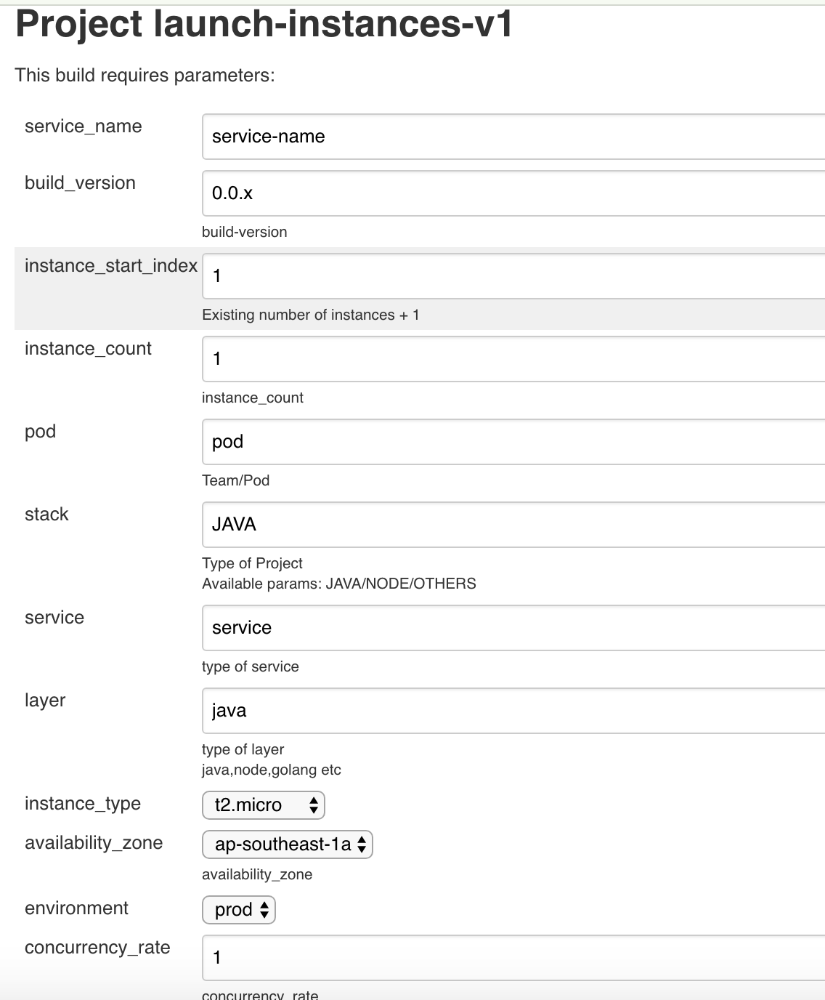 Project launch-instances-v1
This build requires parameters:
service_name
service-name
build_version
0.0.x
build-version
instance_start_index
1
Existing number of instances + 1
instance_count
1
instance_count
pod
pod
Team/Pod
stack
JAVA
Type of Project
Available params: JAVA/NODE/OTHERS
service
service
type of service
layer
java
type of layer
java,node,golang etc
instance_type
t2.micro
availability_zone
ap-southeast-1a
availability_zone
environment
prod
concurrency_rate
1
concurrency_rate